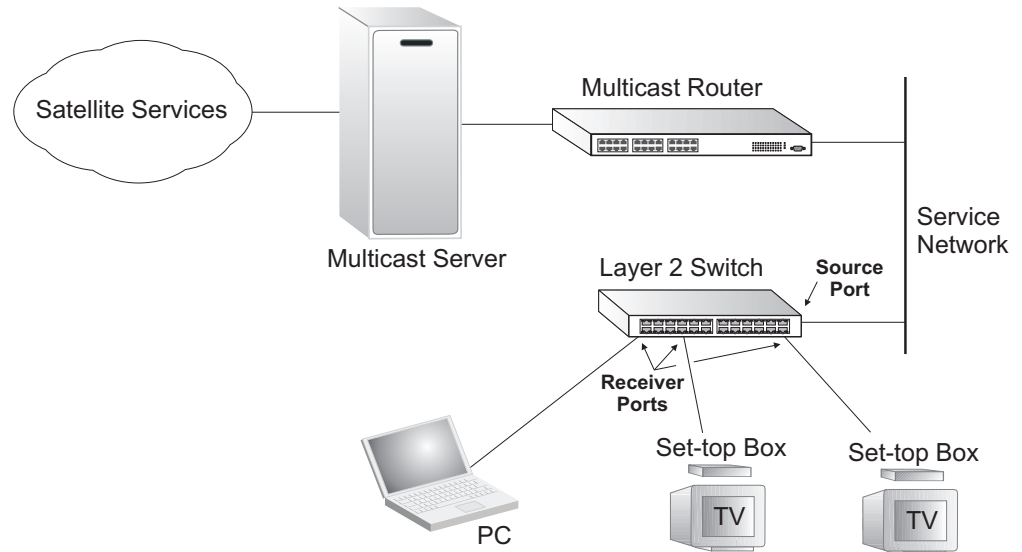 Satellite Services
Multicast Router
Multicast Server
Service
Network
Layer 2 Switch
Source
Port
Receiver
Ports
Set-top Box
Set-top Box
TV
TV
PC